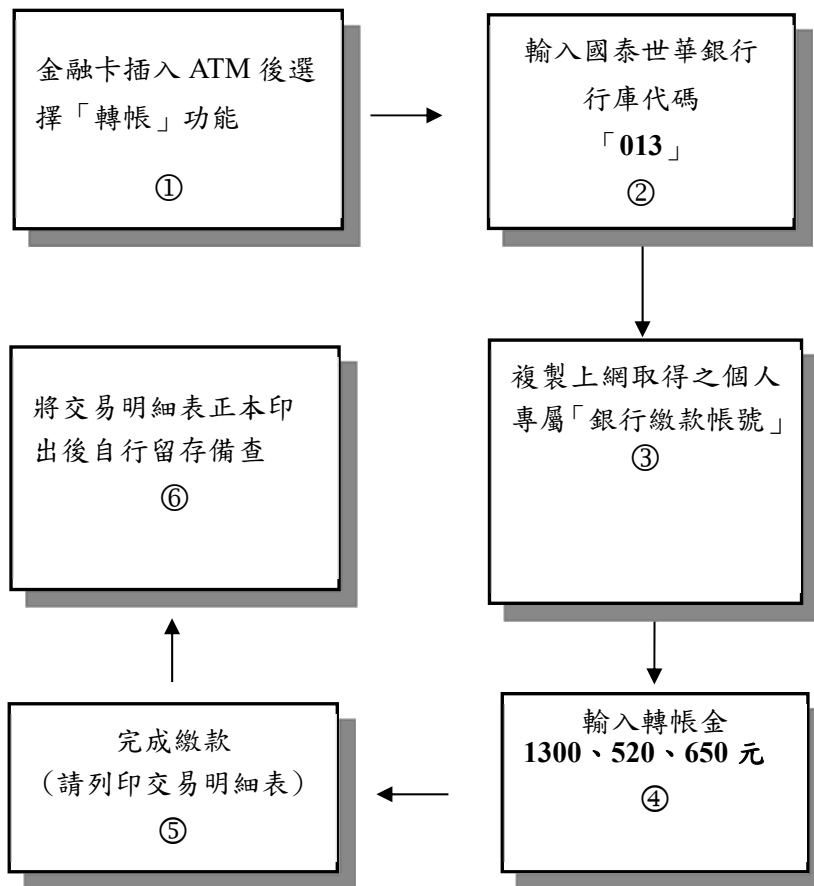 金融卡插入 ATM 後選
擇「轉帳」功能
①
輸入國泰世華銀行
行庫代碼
「013」
②
複製上網取得之個人
專屬「銀行繳款帳號」
③
輸入轉帳金
1300、520、650 元
④
完成繳款
（請列印交易明細表）
⑤
將交易明細表正本印
出後自行留存備查
⑥